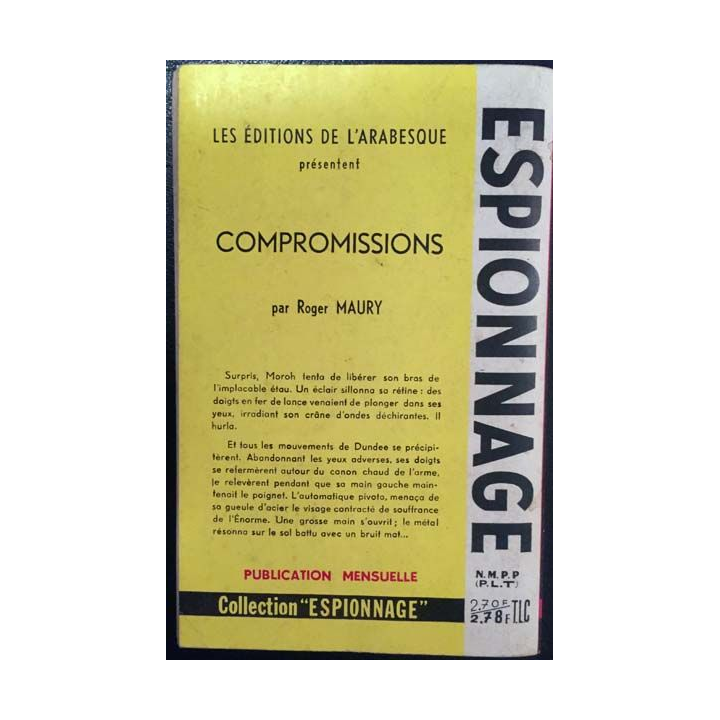 LES ÉDITIONS DE L'ARABESQUE
présentent
COMPROMISSIONS
par Roger MAURY
Surpris, Moroh tenta de libérer son bras de
l'implacable étau. Un éclair sillonna sa rétine : des
doigts en fer de lance venaient de plonger dans ses
yeux, irradiant son crâne d'ondes déchirantes. Il
hurla.
Et tous les mouvements de Dundee se précipi-
tèrent. Abandonnant les yeux adverses, ses doigts
se refermèrent autour du canon chaud de l'arme,
le relevèrent pendant que sa main gauche main-
tenait le poignet. L'automatique pivota, menaça de
sa gueule d'acier le visage contracté de souffrance
de l'Énorme. Une grosse main s'ouvrit ; le métal
résonna sur le sol battu avec un bruit mat...
PUBLICATION MENSUELLE
Collection "ESPIONNAGE"
ESPIONNAGE
N.M.P.P
(P.L.T)
2.70F
2.78F TLC